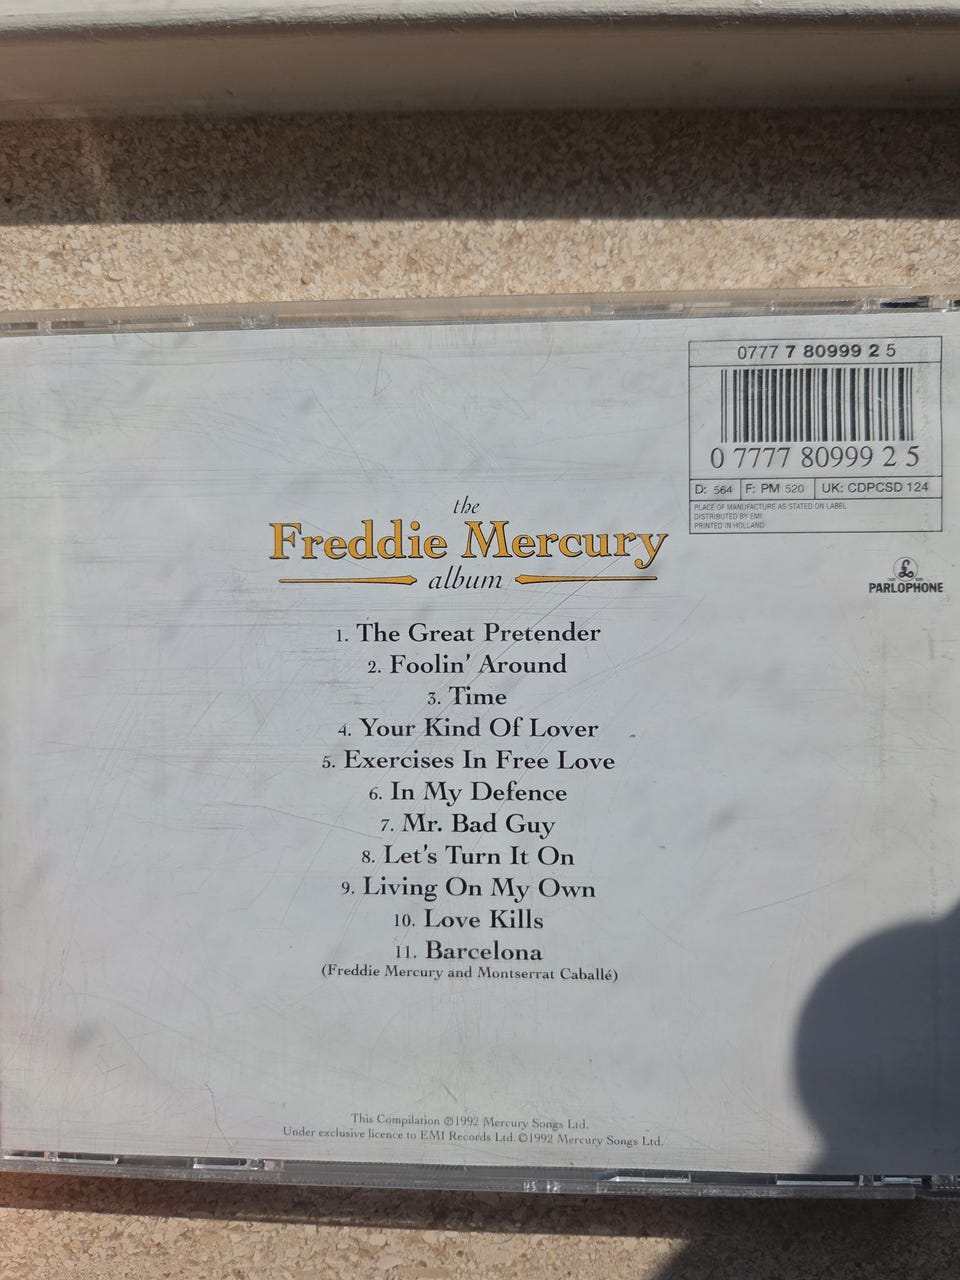 0777 7 80999 2 5
0 7777 80999 2 5
D: 564 F: PM 520 UK: CDPCSD 124
PLACE OF MANUFACTURE AS STATED ON LABEL
DISTRIBUTED BY EMI
PRINTED IN HOLLAND
PARLOPHONE
the
Freddie Mercury
album
1. The Great Pretender
2. Foolin' Around
3. Time
4. Your Kind Of Lover
5. Exercises In Free Love
6. In My Defence
7. Mr. Bad Guy
8. Let's Turn It On
9. Living On My Own
10. Love Kills
11. Barcelona
(Freddie Mercury and Montserrat Caballé)
This Compilation ℗1992 Mercury Songs Ltd.
Under exclusive licence to EMI Records Ltd. ©1992 Mercury Songs Ltd.